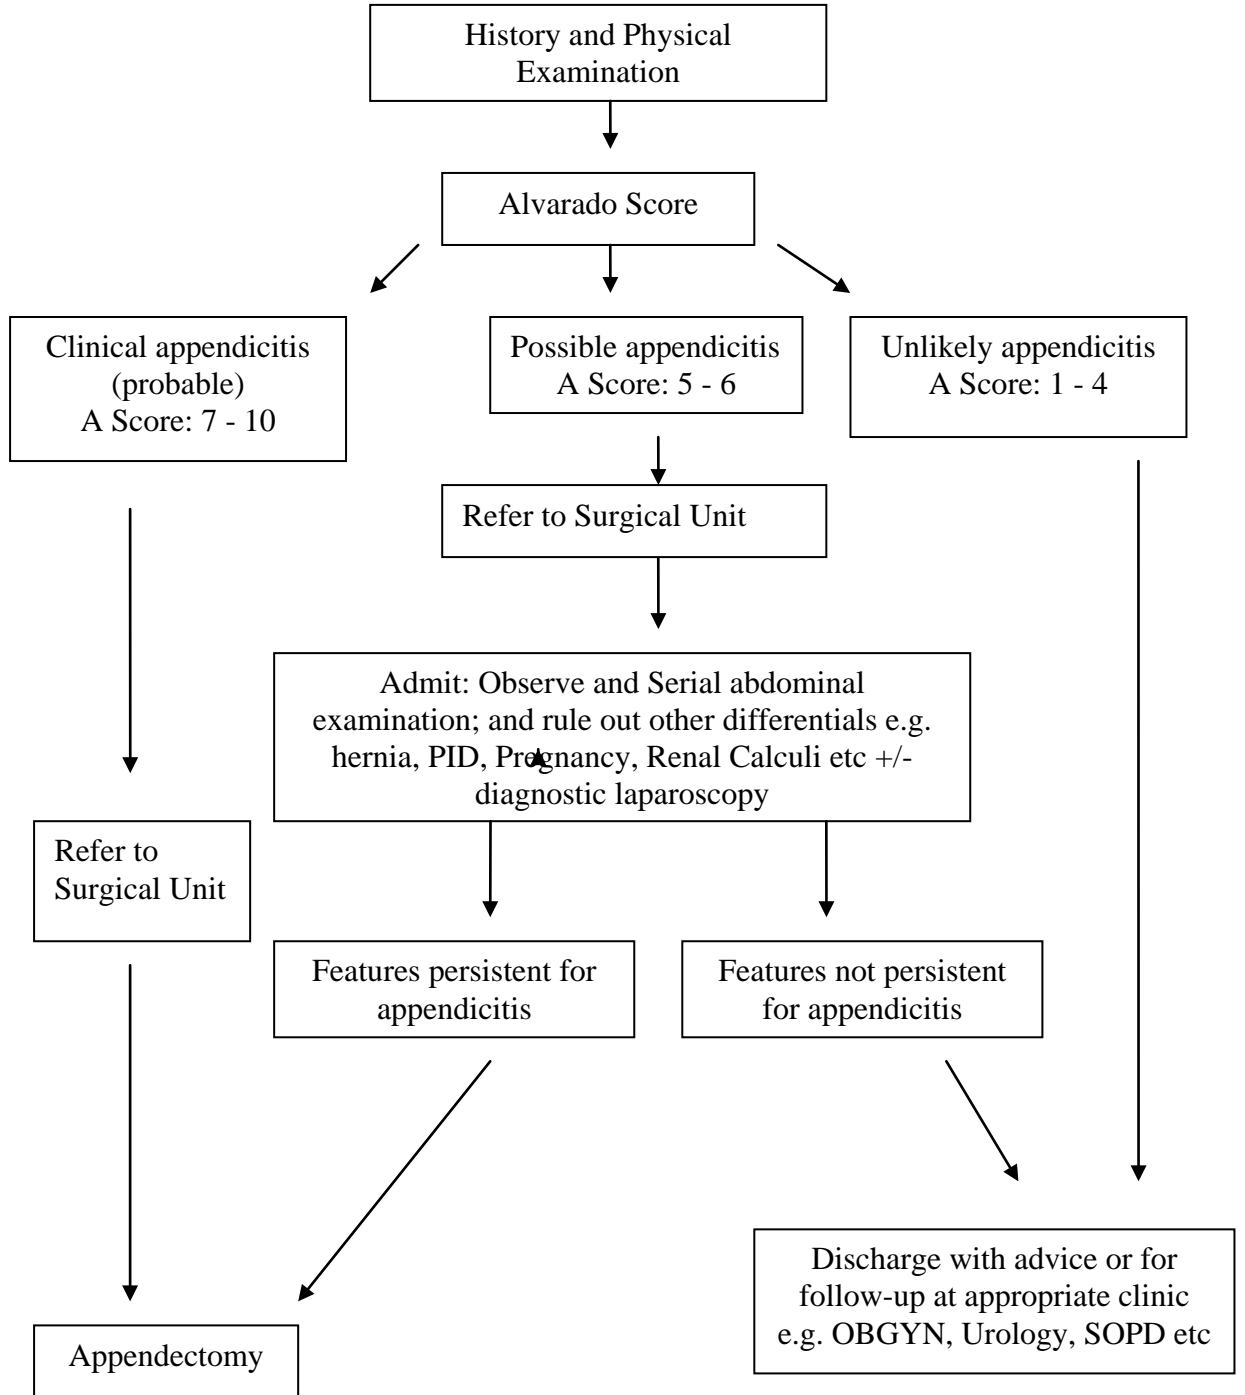 History and Physical
Examination
Alvarado Score
Clinical appendicitis
(probable)
A Score: 7 - 10
Possible appendicitis
A Score: 5 - 6
Unlikely appendicitis
A Score: 1 - 4
Refer to Surgical Unit
Admit: Observe and Serial abdominal
examination; and rule out other differentials e.g.
hernia, PID, Pregnancy, Renal Calculi etc +/-
diagnostic laparoscopy
Refer to
Surgical Unit
Features persistent for
appendicitis
Features not persistent
for appendicitis
Discharge with advice or for
follow-up at appropriate clinic
e.g. OBGYN, Urology, SOPD etc
Appendectomy